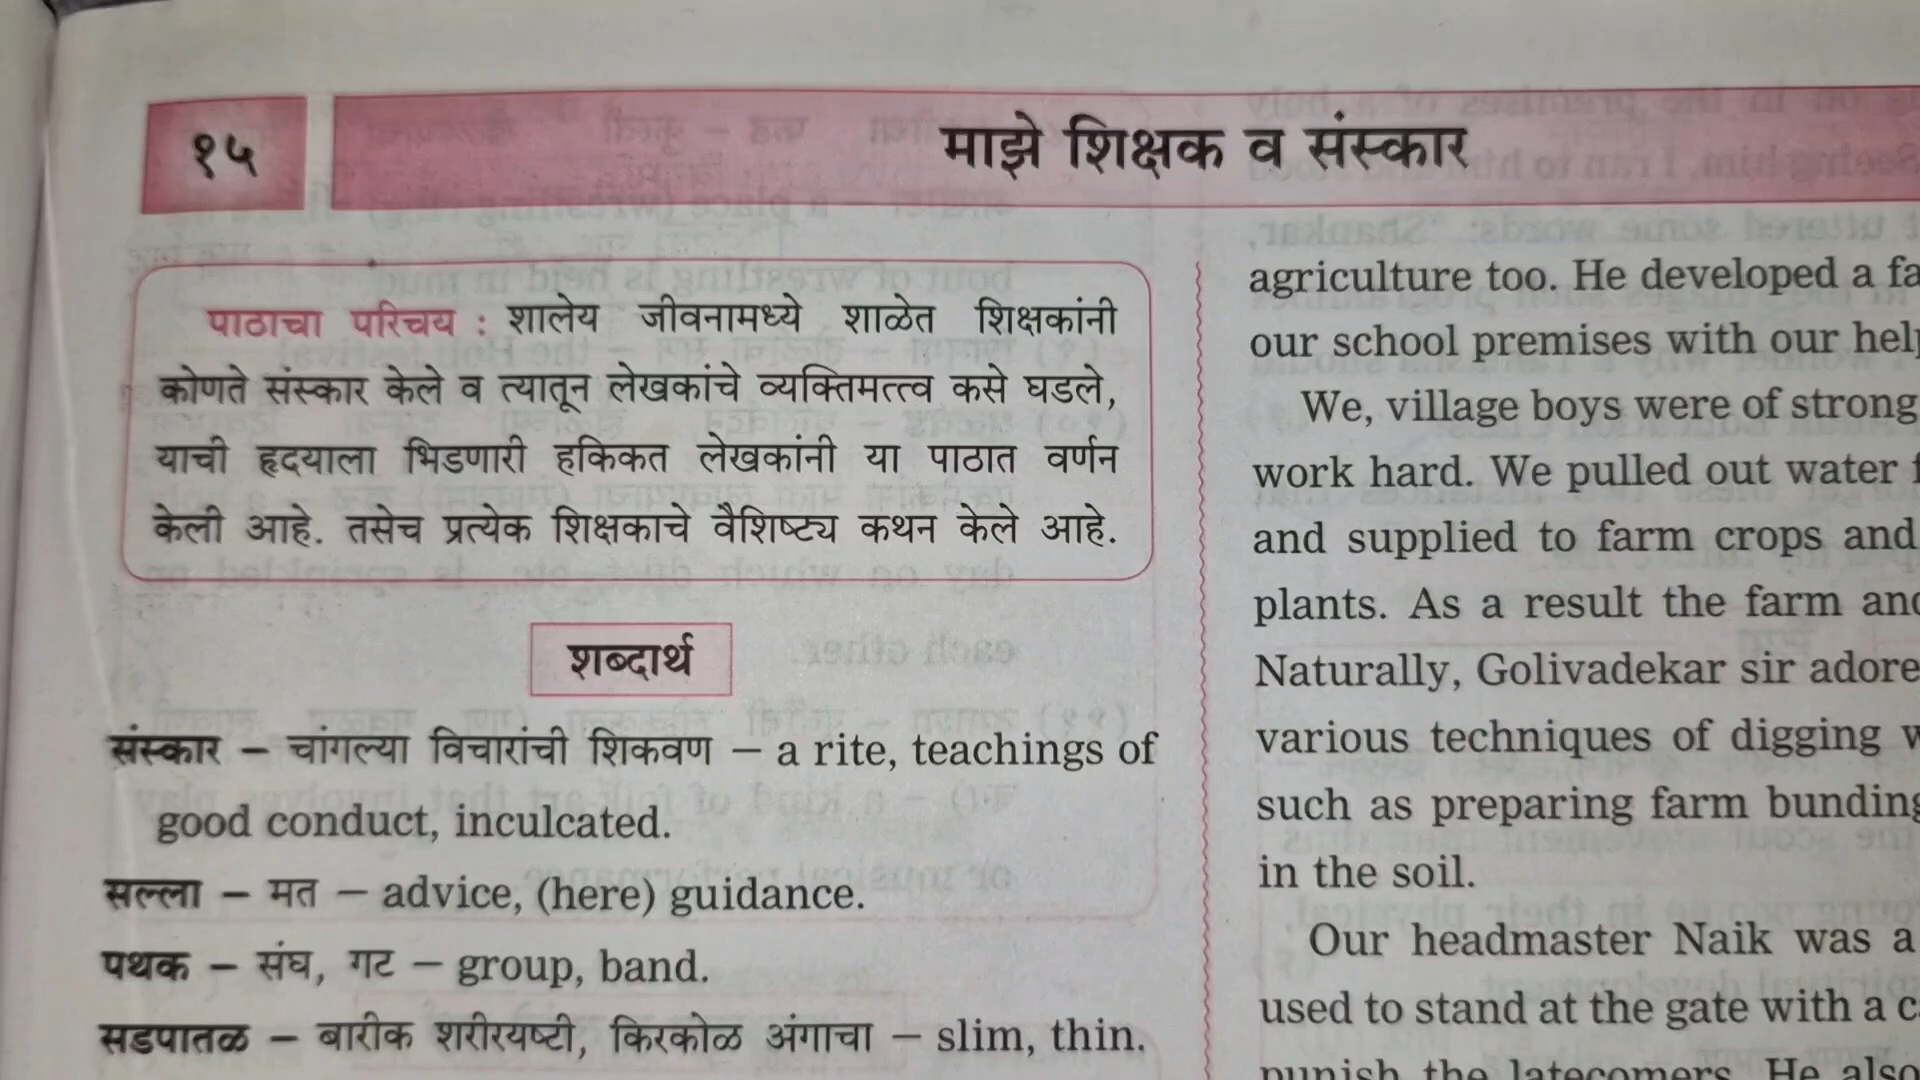 १५
माझे शिक्षक व संस्कार
पाठाचा परिचय : शालेय जीवनामध्ये शाळेत शिक्षकांनी
कोणते संस्कार केले व त्यातून लेखकांचे व्यक्तिमत्त्व कसे घडले,
याची हृदयाला भिडणारी हकिकत लेखकांनी या पाठात वर्णन
केली आहे. तसेच प्रत्येक शिक्षकाचे वैशिष्ट्य कथन केले आहे.
शब्दार्थ
संस्कार – चांगल्या विचारांची शिकवण – a rite, teachings of
good conduct, inculcated.
सल्ला – मत – advice, (here) guidance.
पथक – संघ, गट – group, band.
सडपातळ – बारीक शरीरयष्टी, किरकोळ अंगाचा – slim, thin.
agriculture too. He developed a
our school premises with our
We, village boys were of strong
work hard. We pulled out water
and supplied to farm crops and
plants. As a result the farm
Naturally, Golivadekar sir
various techniques of digging
such as preparing farm
in the soil.
Our headmaster Naik was a
used to stand at the gate with a
punish the latecomers. He also